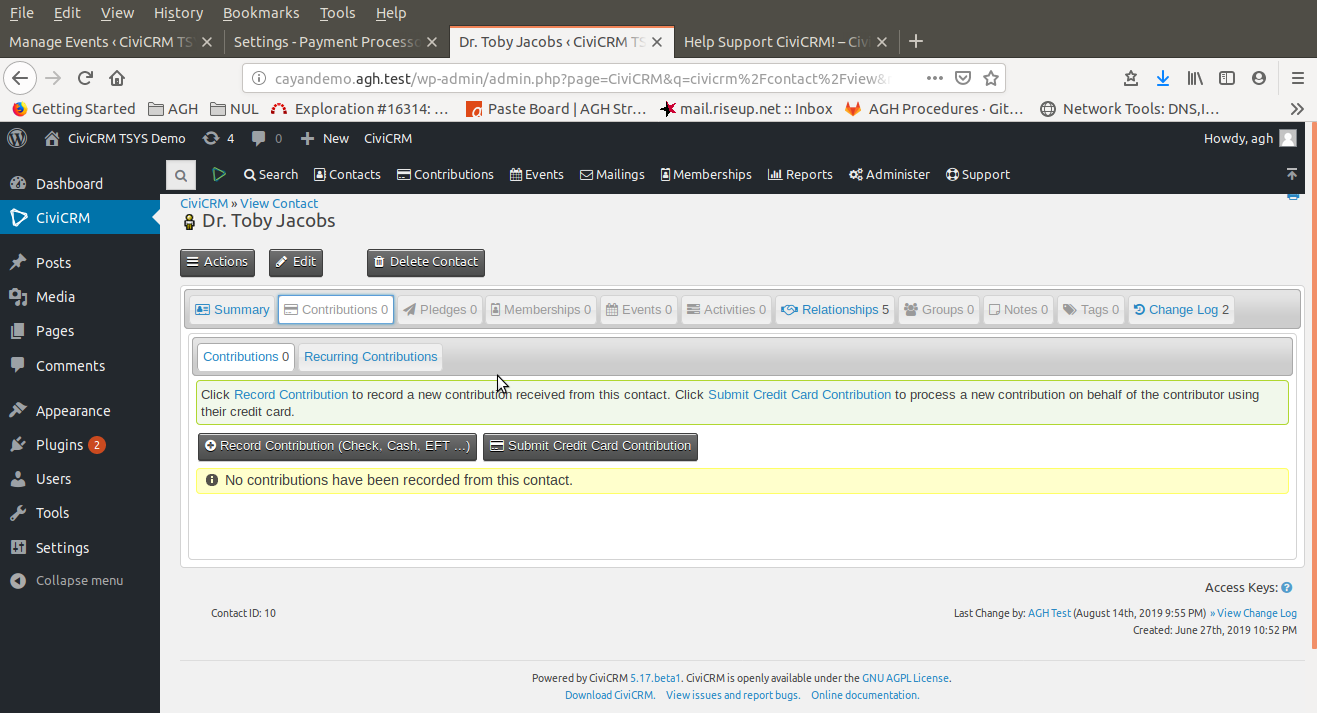 File Edit View History Bookmarks Tools Help
Manage Events ‹ CiviCRM TS Settings - Payment Processo Dr. Toby Jacobs ‹ CiviCRM T Help Support CiviCRM! – Civ
cayandemo.agh.test/wp-admin/admin.php?page=CiviCRM&q=civicrm%2Fcontact%2Fview&
Getting Started AGH NUL Exploration #16314: ... Paste Board | AGH Str... mail.riseup.net :: Inbox AGH Procedures · Git... Network Tools: DNS,I...
CiviCRM TSYS Demo 4 0 New CiviCRM Howdy, agh
Search Contacts Contributions Events Mailings Memberships Reports Administer Support
Dashboard
CiviCRM
Posts
Media
Pages
Comments
Appearance
Plugins 2
Users
Tools
Settings
Collapse menu
CiviCRM » View Contact
Dr. Toby Jacobs
Actions Edit Delete Contact
Summary Contributions 0 Pledges 0 Memberships 0 Events 0 Activities 0 Relationships 5 Groups 0 Notes 0 Tags 0 Change Log 2
Contributions 0 Recurring Contributions
Click Record Contribution to record a new contribution received from this contact. Click Submit Credit Card Contribution to process a new contribution on behalf of the contributor using
their credit card.
Record Contribution (Check, Cash, EFT ...) Submit Credit Card Contribution
No contributions have been recorded from this contact.
Access Keys:
Contact ID: 10 Last Change by: AGH Test (August 14th, 2019 9:55 PM) » View Change Log
Created: June 27th, 2019 10:52 PM
Powered by CiviCRM 5.17.beta1. CiviCRM is openly available under the GNU AGPL License.
Download CiviCRM. View issues and report bugs. Online documentation.